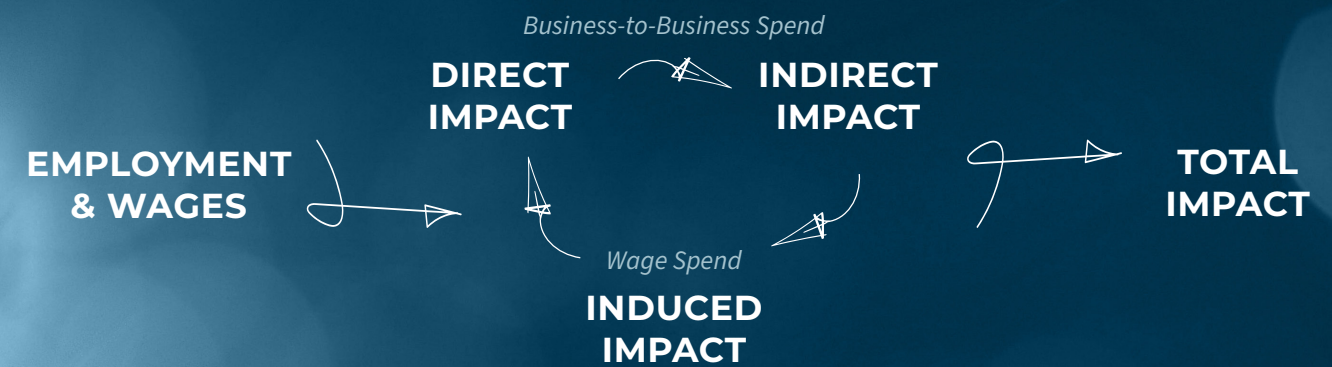 Business-to-Business Spend
DIRECT
IMPACT
INDIRECT
IMPACT
EMPLOYMENT
& WAGES
TOTAL
IMPACT
Wage Spend
INDUCED
IMPACT